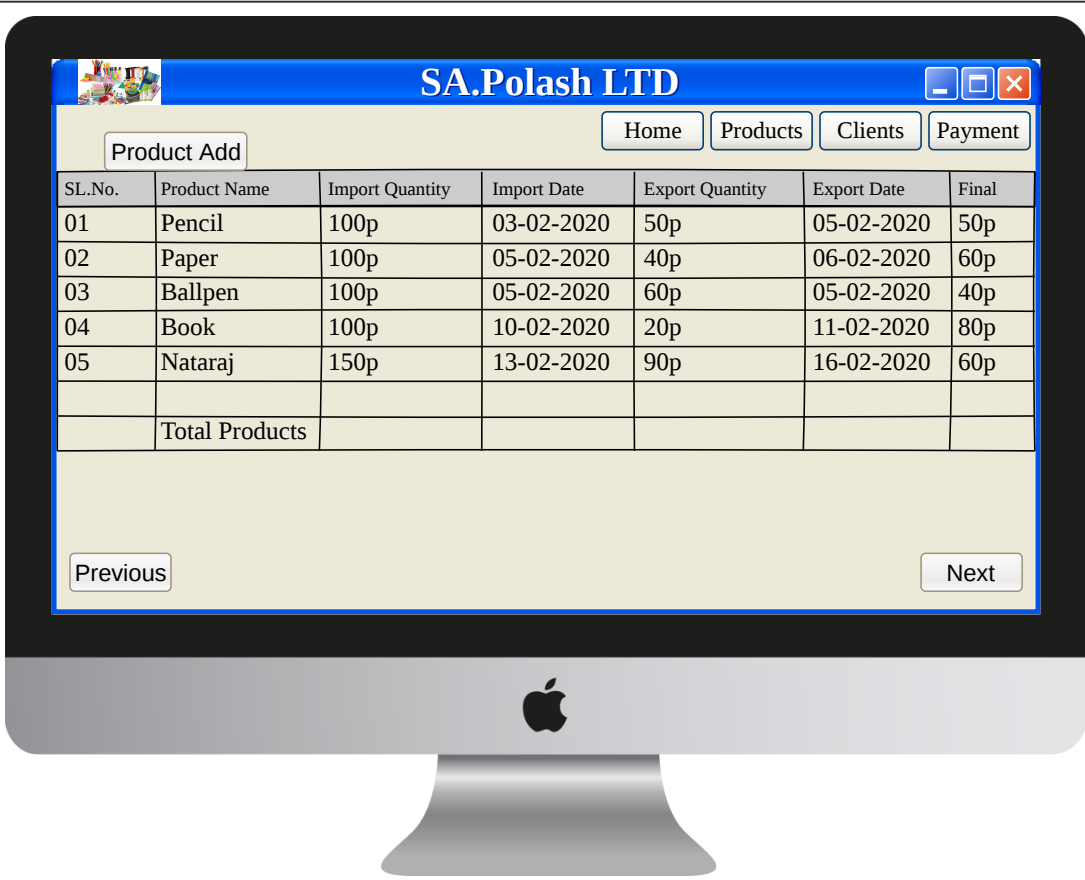 SA.Polash LTD
Home Products Clients Payment
Product Add
SL.No. Product Name Import Quantity Import Date Export Quantity Export Date Final
01 Pencil 100p 03-02-2020 50p 05-02-2020 50p
02 Paper 100p 05-02-2020 40p 06-02-2020 60p
03 Ballpen 100p 05-02-2020 60p 05-02-2020 40p
04 Book 100p 10-02-2020 20p 11-02-2020 80p
05 Nataraj 150p 13-02-2020 90p 16-02-2020 60p
Total Products
Previous Next